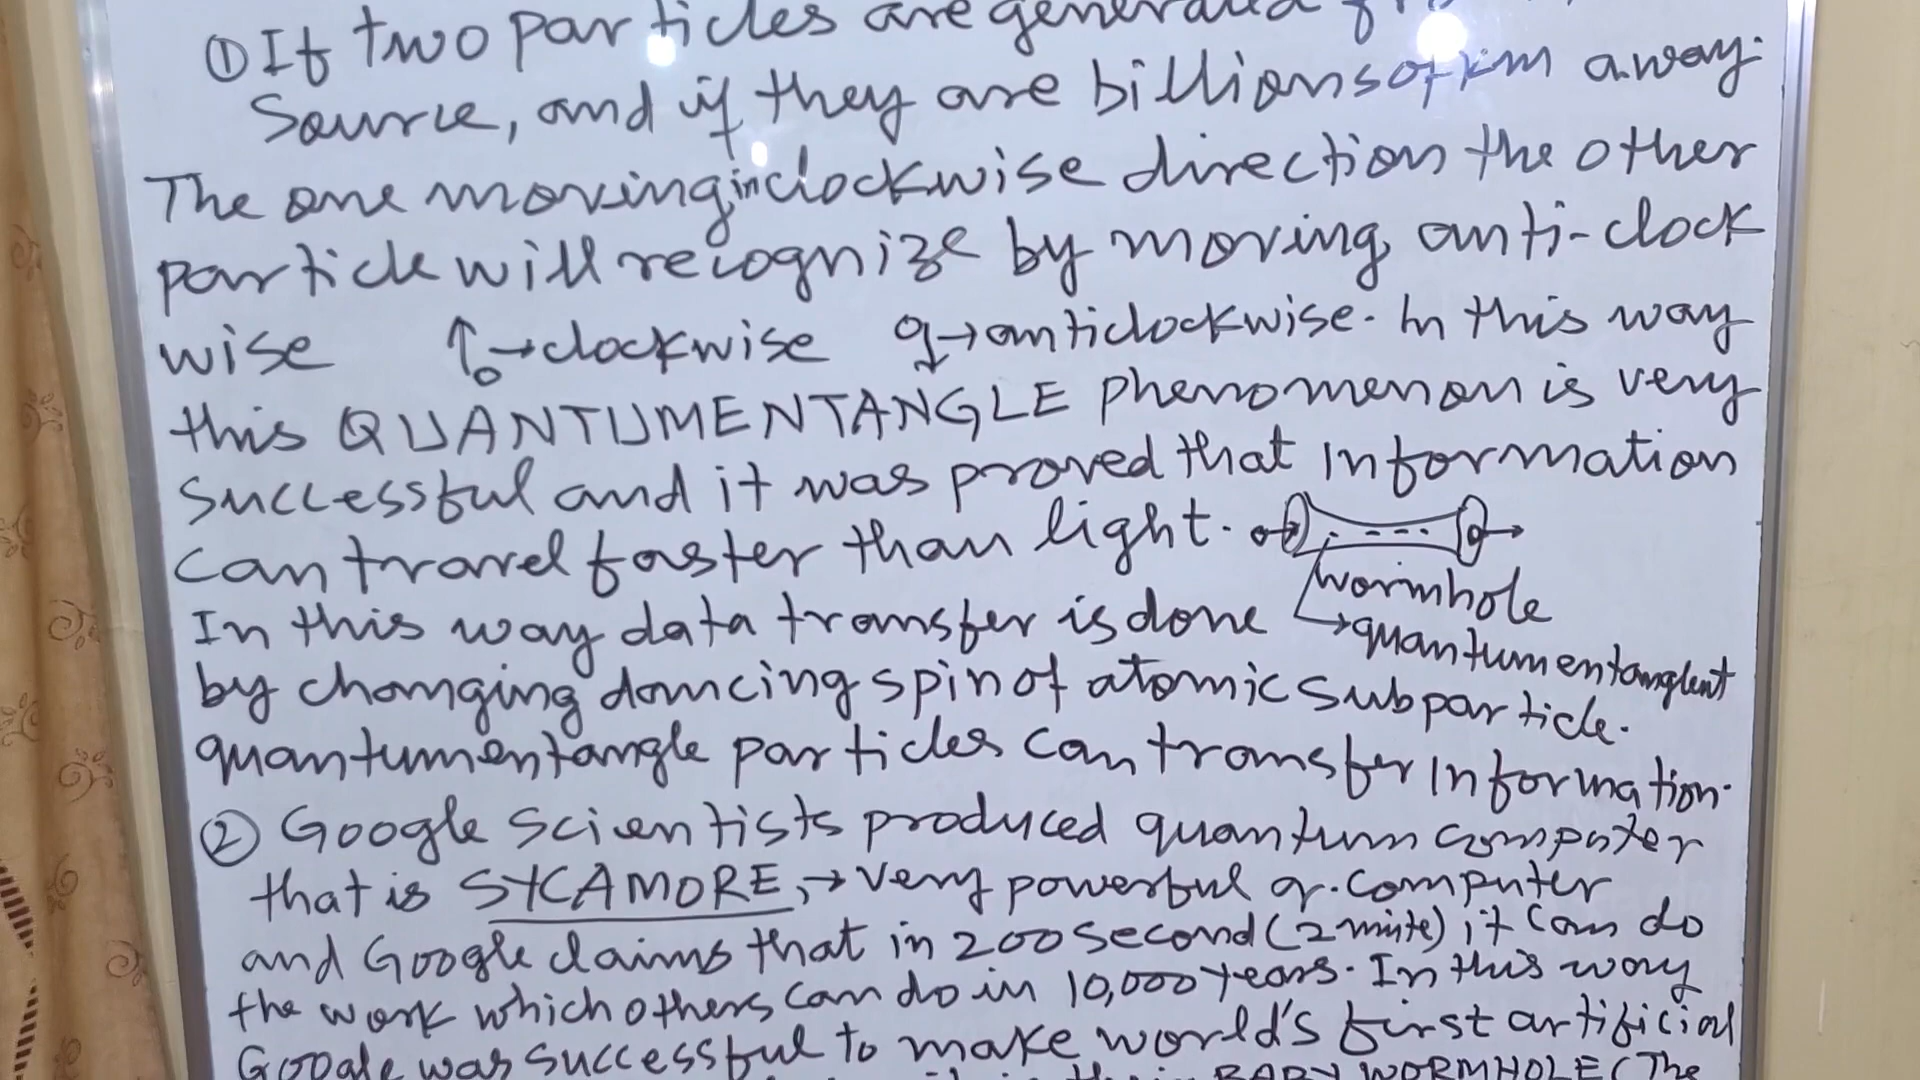 ① If two particles are generated
Source, and if they are billions of km away.
The one moving in clockwise direction the other
particle will recognize by moving anti-clock
wise ↑ → clockwise → anticlockwise. In this way
this QUANTUMENTANGLE phenomenon is very
successful and it was proved that information
can travel faster than light.
wormhole
In this way data transfer is done
→ quantumentanglent
by changing dancing spin of atomic subparticle.
quantumentangle particles can transfer Information.
② Google scientists produced quantum computer
that is SYCAMORE, → very powerful q. computer
and Google claims that in 200 second (2 minte) it can do
the work which others can do in 10,000 years. In this way
Google was successful to make world's first artificial
BABY WORMHOLE (The